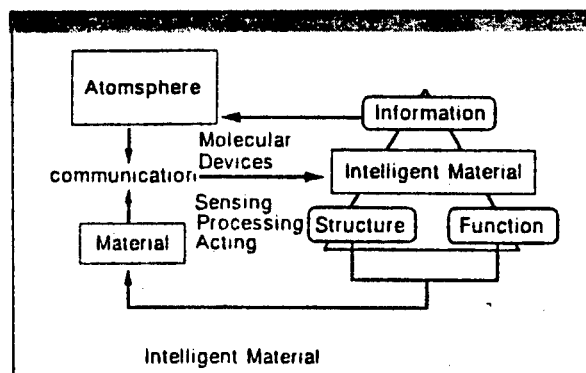 Atomsphere
Information
Molecular
Devices
communication
Intelligent Material
Sensing
Processing
Acting
Material
Structure
Function
Intelligent Material